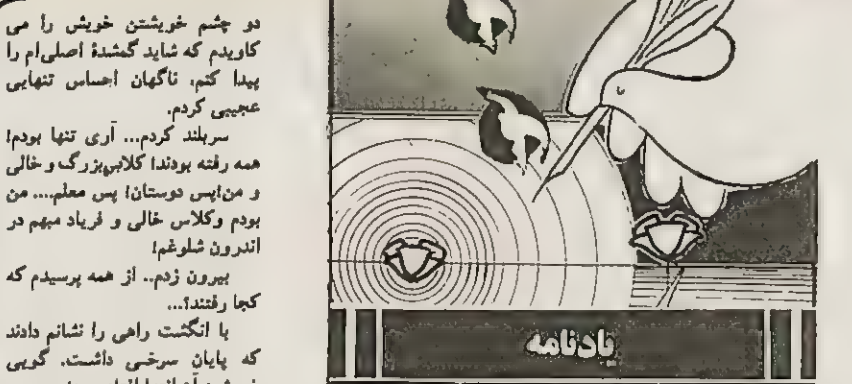 دو چشم خویشتن خویش را می
کاویدم که شاید گمشدهٔ اصلی‌ام را
پیدا کنم، ناگهان احساس تنهایی
عجیبی کردم.
سربلند کردم... آری تنها بودم!
همه رفته بودند! کلاس بزرگ و خالی
و من! پس دوستان! پس معلم.... من
بودم و کلاس خالی و فریاد مبهم در
اندرون شلوغم!
بیرون زدم.. از همه پرسیدم که
کجا رفتند؟...
با انگشت راهی را نشانم دادند
که پایان سرخی داشت. گویی
یادنامه